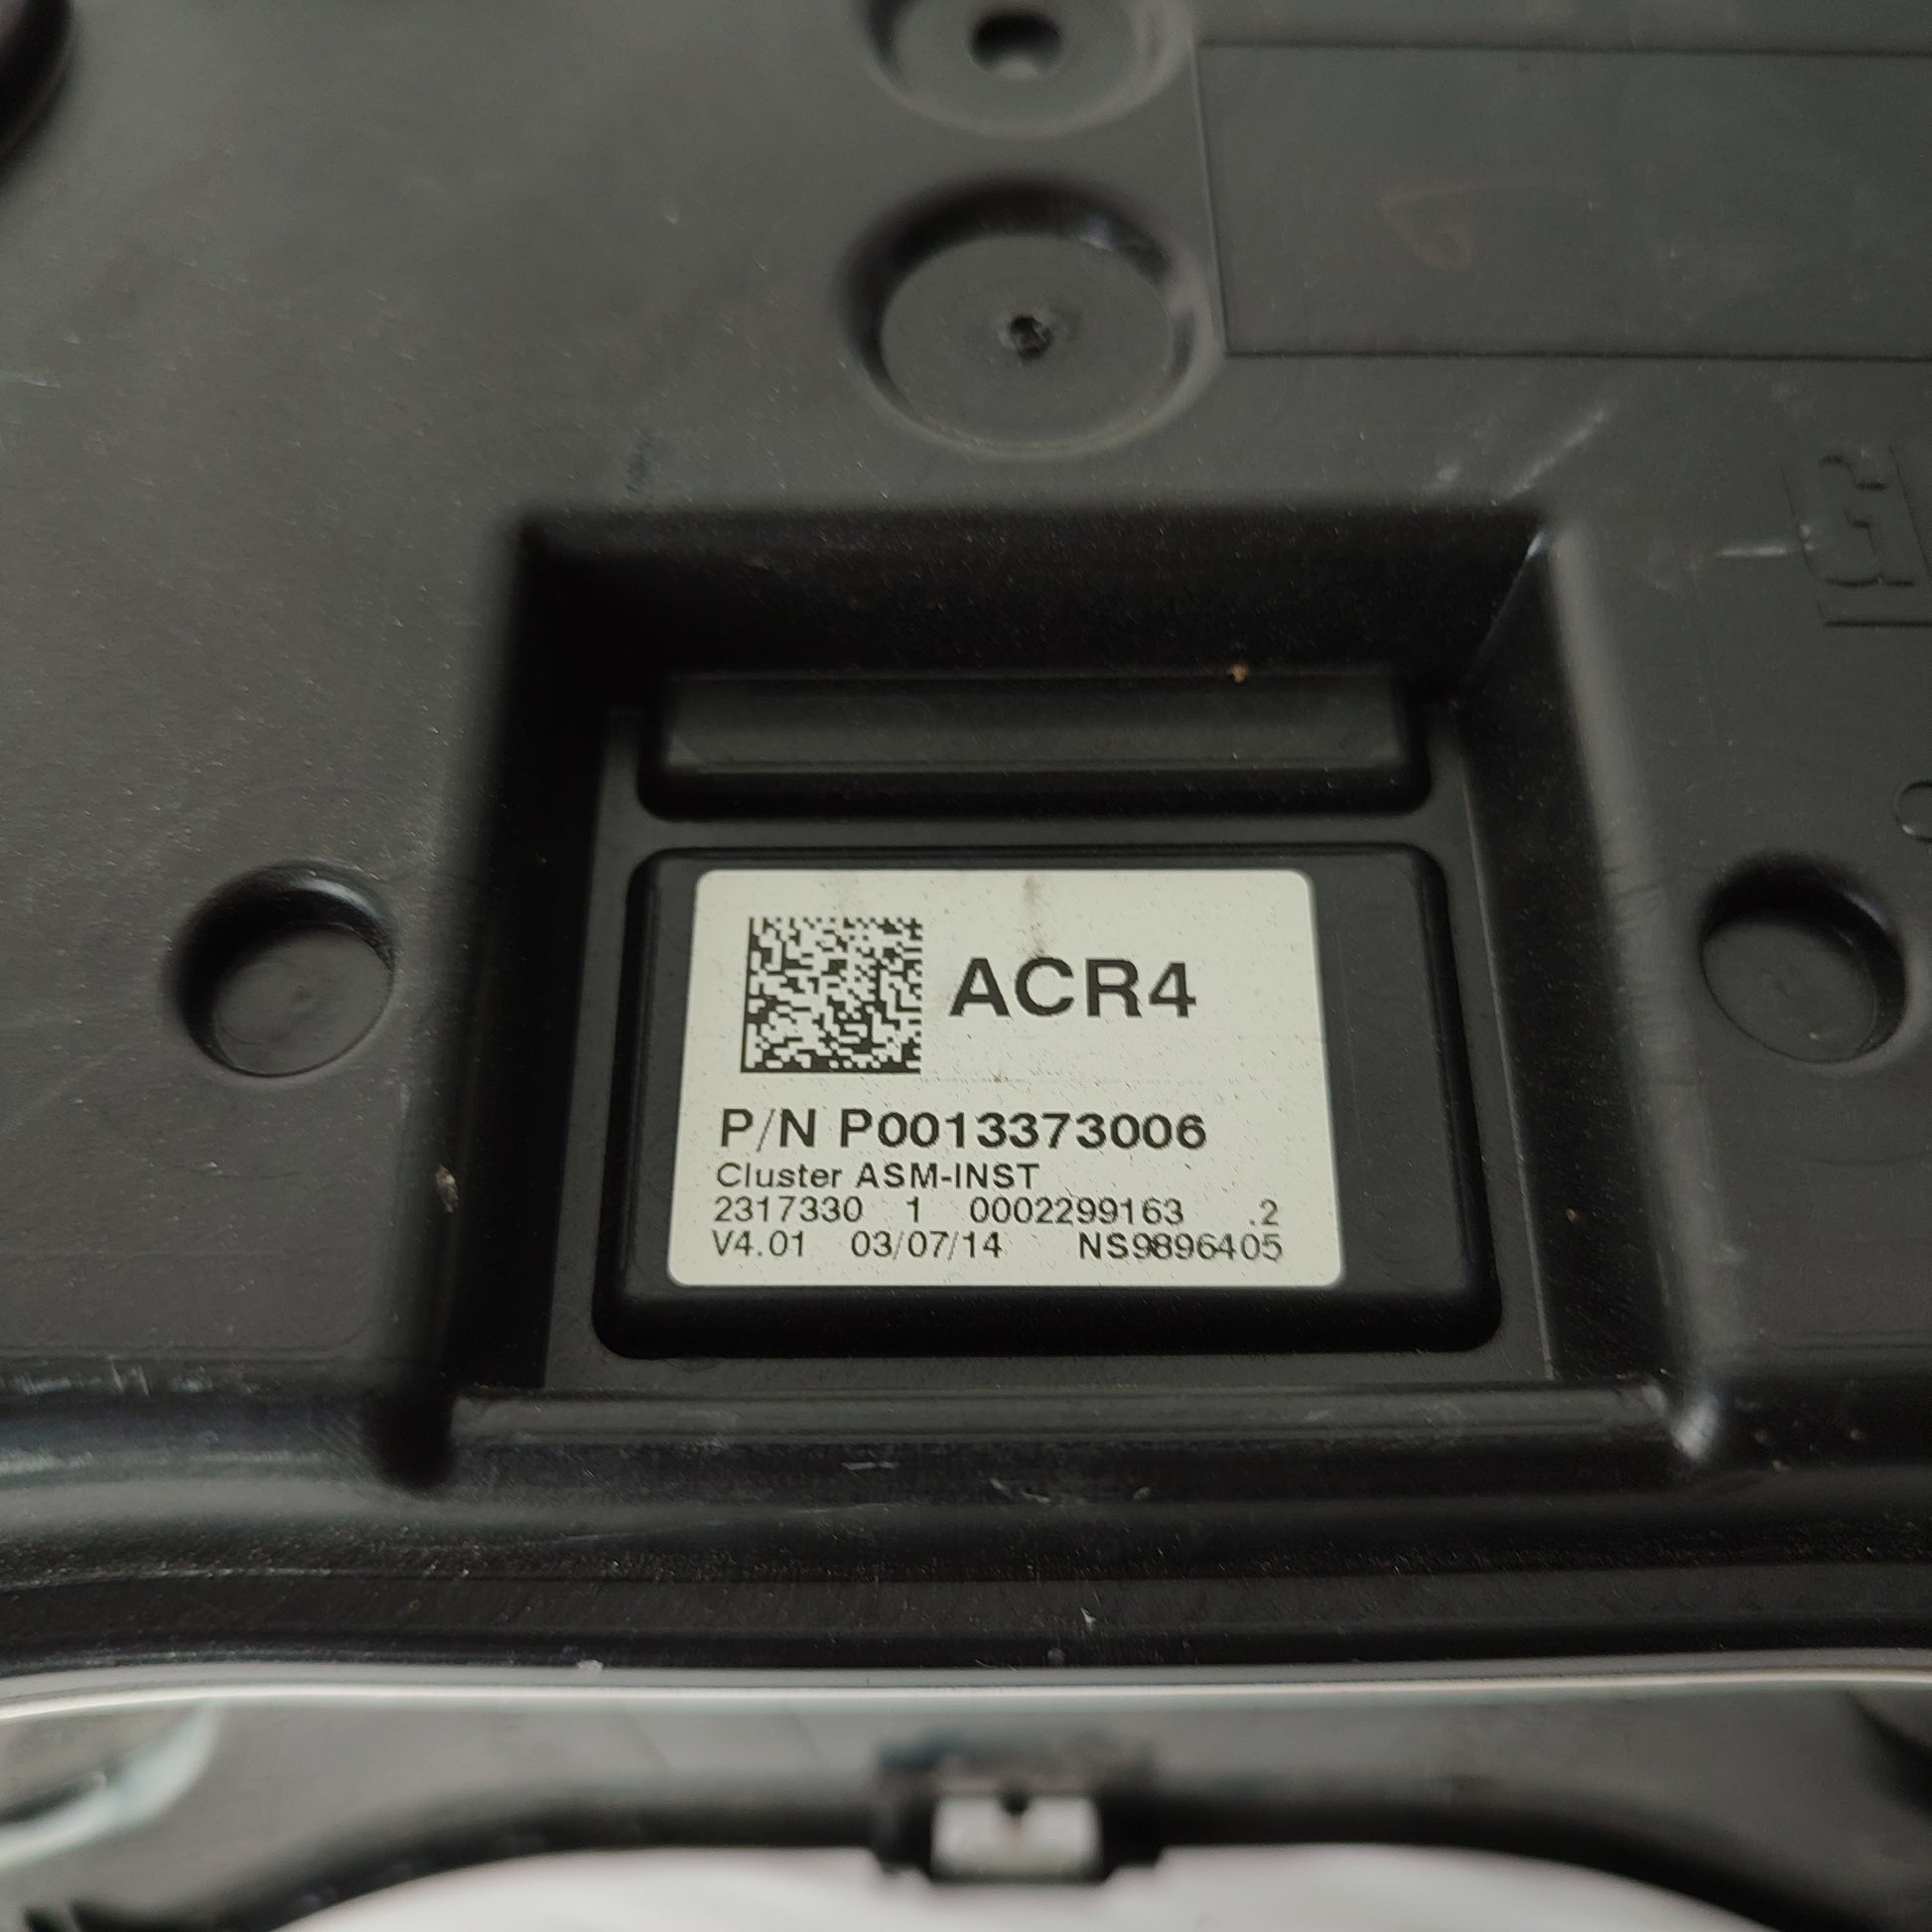 ACR4
P/N P0013373006
Cluster ASM-INST
2317330 1 0002299163 .2
V4.01 03/07/14 NS9896405